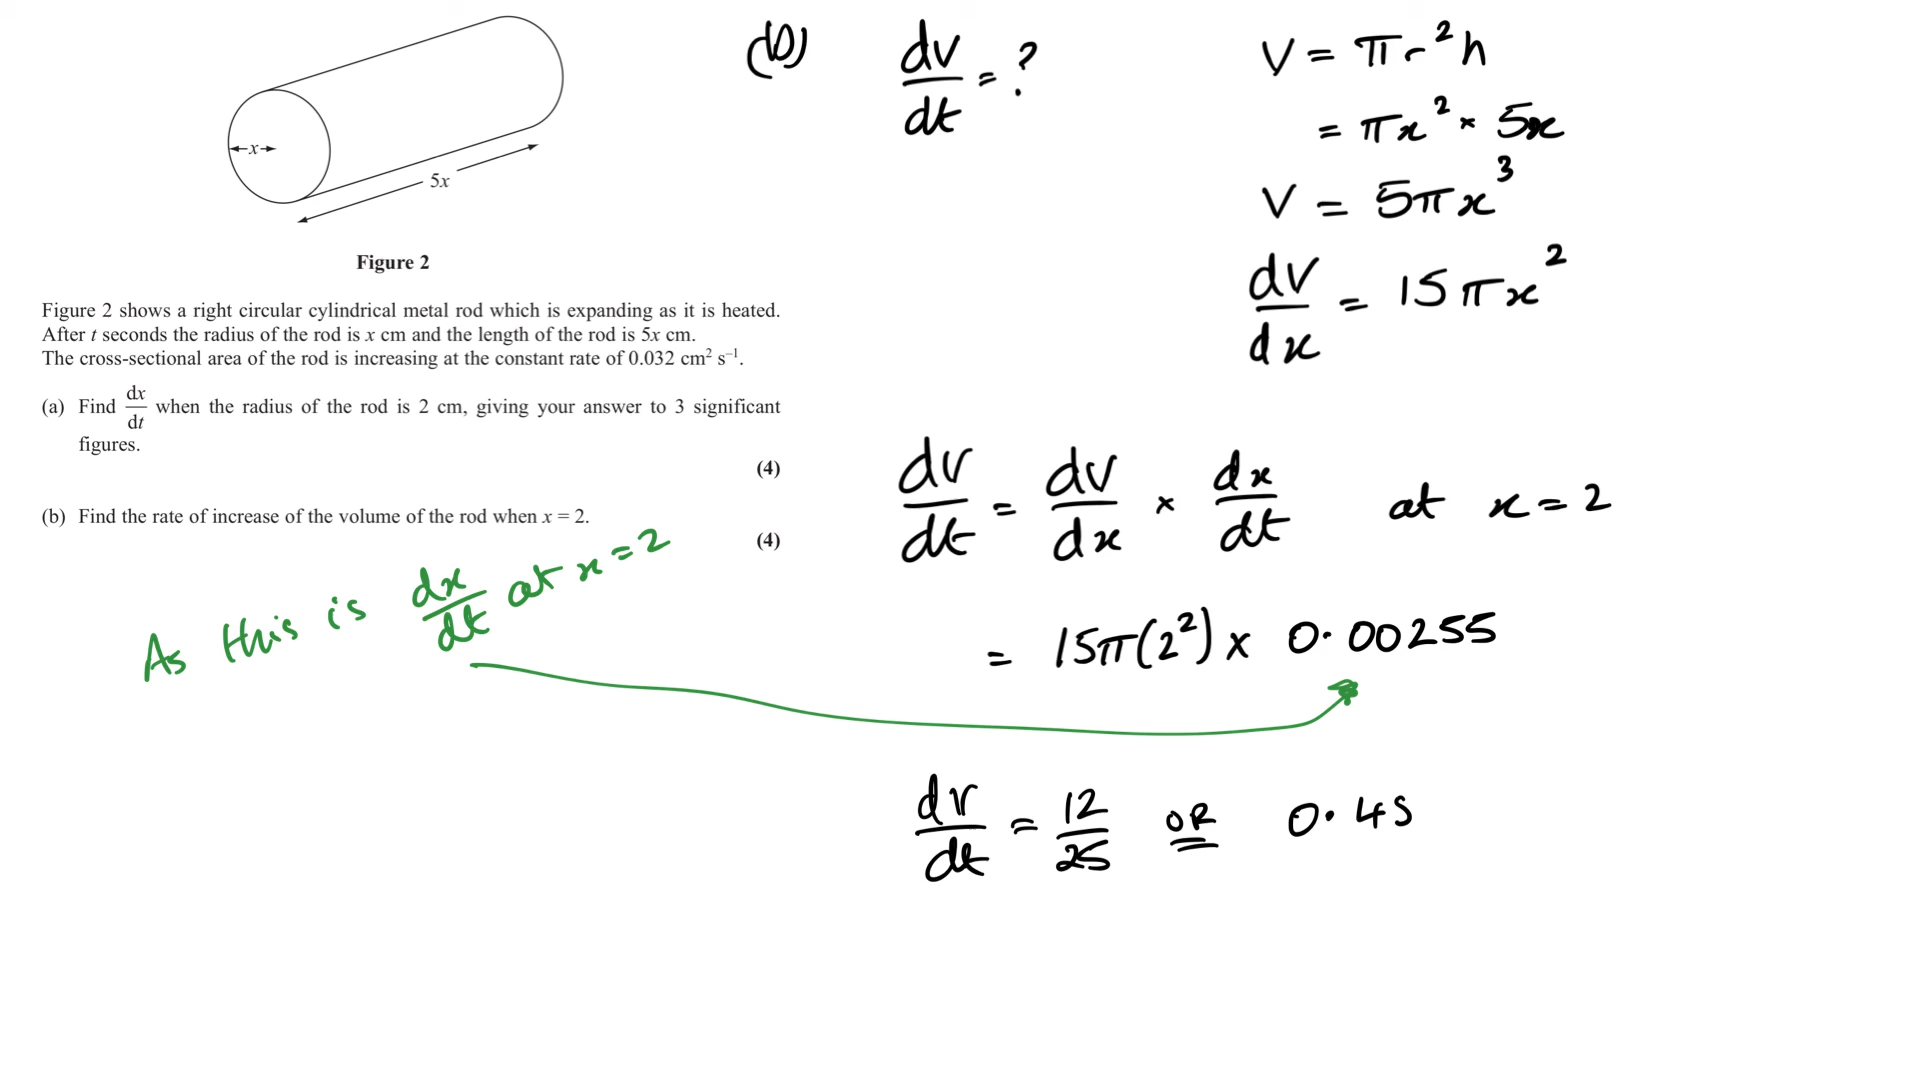 x
5x
Figure 2
Figure 2 shows a right circular cylindrical metal rod which is expanding as it is heated.
After t seconds the radius of the rod is x cm and the length of the rod is 5x cm.
The cross-sectional area of the rod is increasing at the constant rate of 0.032 cm² s⁻¹.
(a) Find dx/dt when the radius of the rod is 2 cm, giving your answer to 3 significant
figures.
(4)
(b) Find the rate of increase of the volume of the rod when x = 2.
(4)
As this is dx/dt at x = 2
(b) dv/dt = ?
V = πr²h
= πx² × 5x
V = 5πx³
dV/dx = 15πx²
dv/dt = dv/dx × dx/dt at x = 2
= 15π(2²) × 0.00255
dv/dt = 12/25 OR 0.48